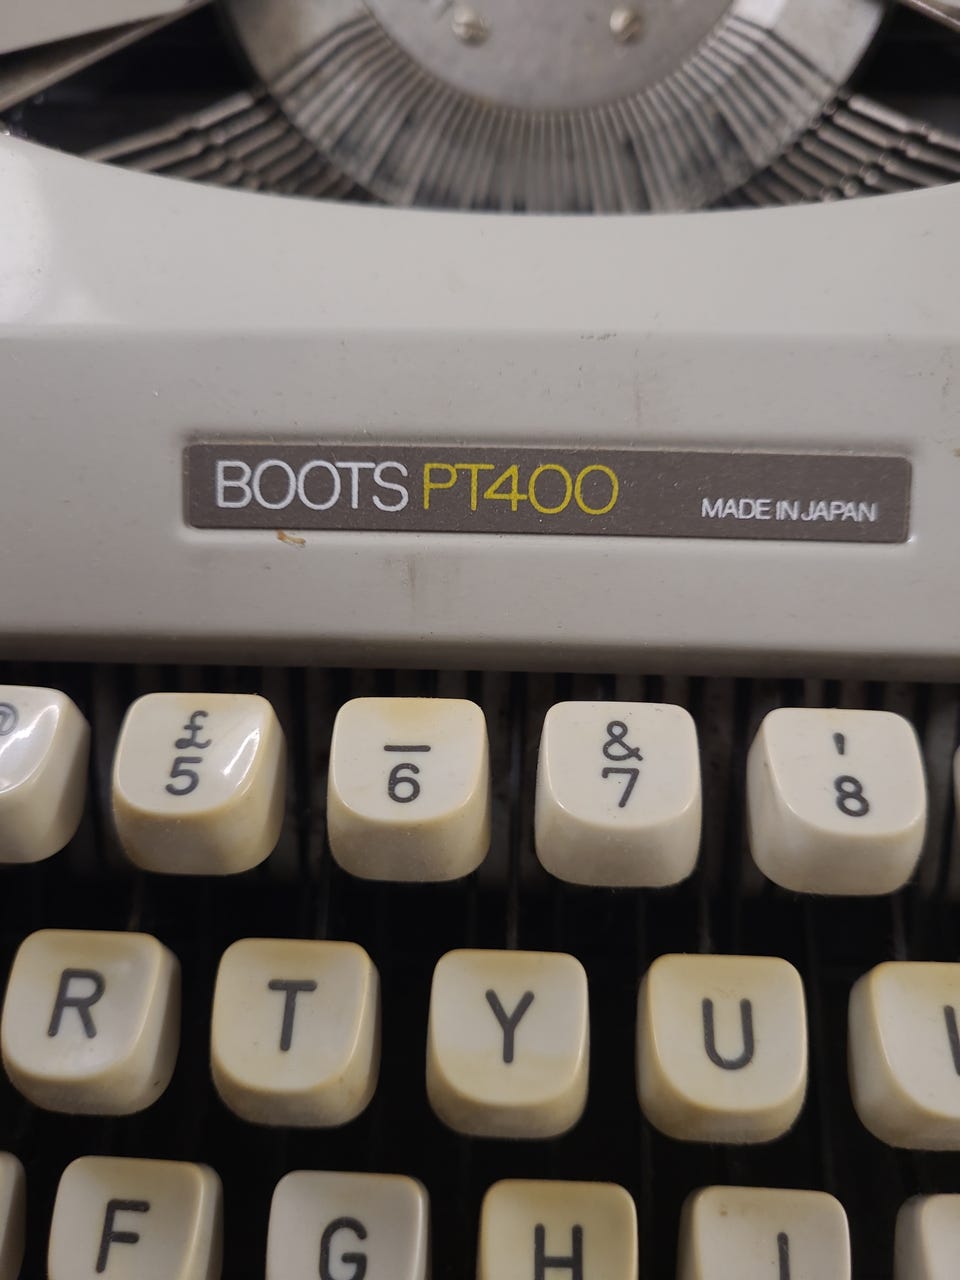 BOOTS PT400 MADE IN JAPAN
@ £ _ & '
5 6 7 8
R T Y U
F G H J